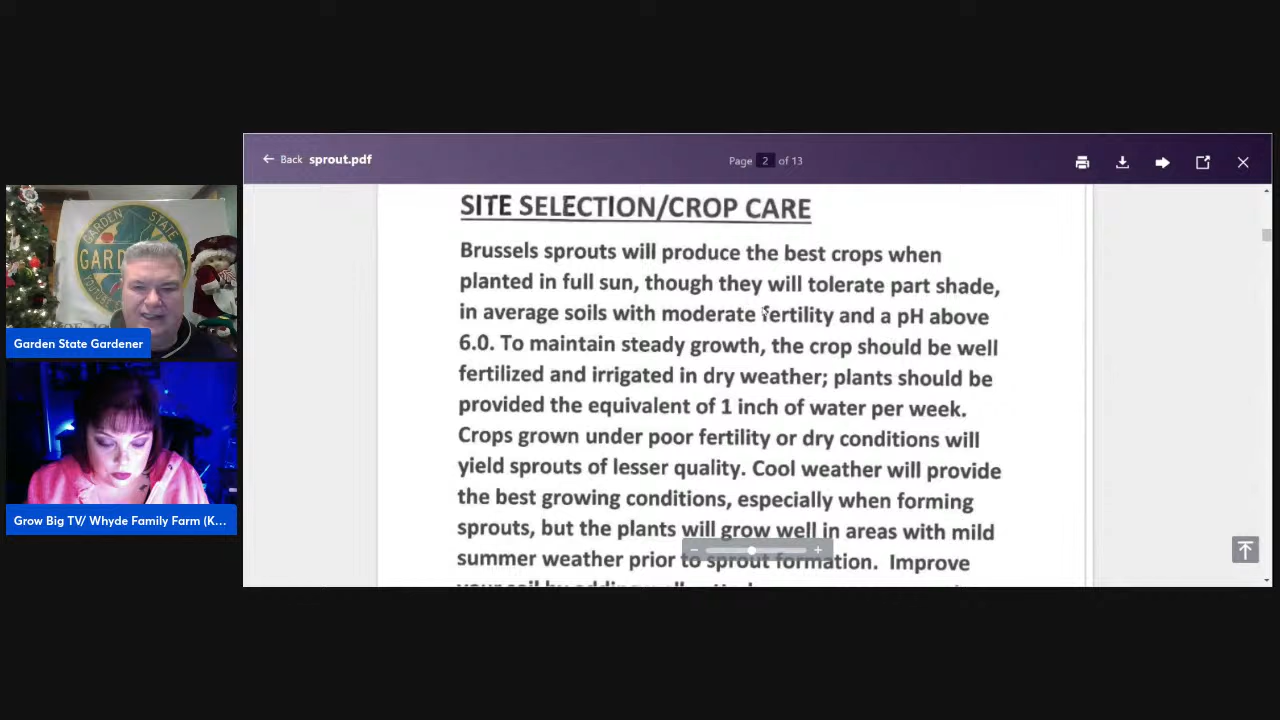 Back sprout.pdf
Page 2 of 13
SITE SELECTION/CROP CARE
Brussels sprouts will produce the best crops when
planted in full sun, though they will tolerate part shade,
in average soils with moderate fertility and a pH above
6.0. To maintain steady growth, the crop should be well
fertilized and irrigated in dry weather; plants should be
provided the equivalent of 1 inch of water per week.
Crops grown under poor fertility or dry conditions will
yield sprouts of lesser quality. Cool weather will provide
the best growing conditions, especially when forming
sprouts, but the plants will grow well in areas with mild
summer weather prior to sprout formation. Improve
GARDEN STATE
Garden State Gardener
Grow Big TV/ Whyde Family Farm (K...